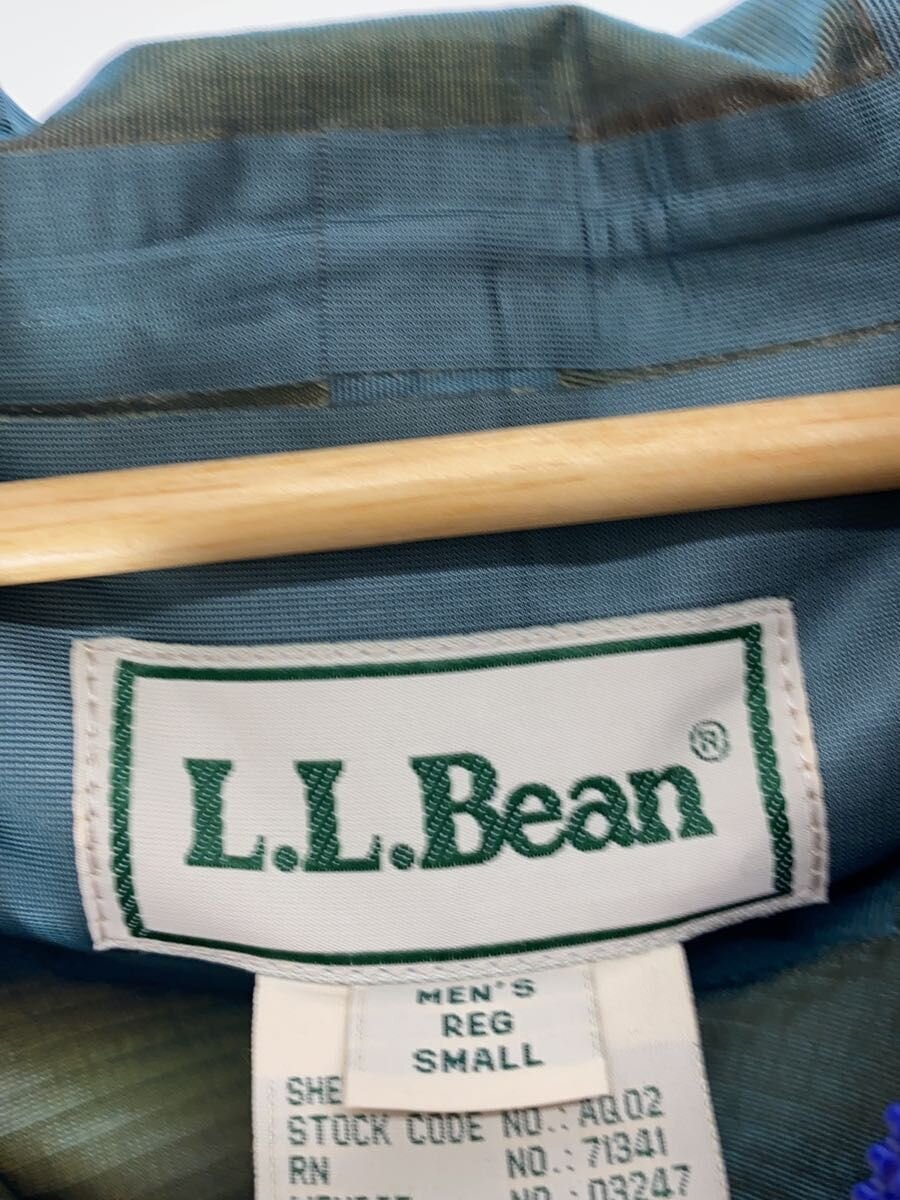 L.L.Bean®
MEN'S
REG
SMALL
SHE
STOCK CODE NO.: AQ02
RN NO.: 71341
NO.: 03247